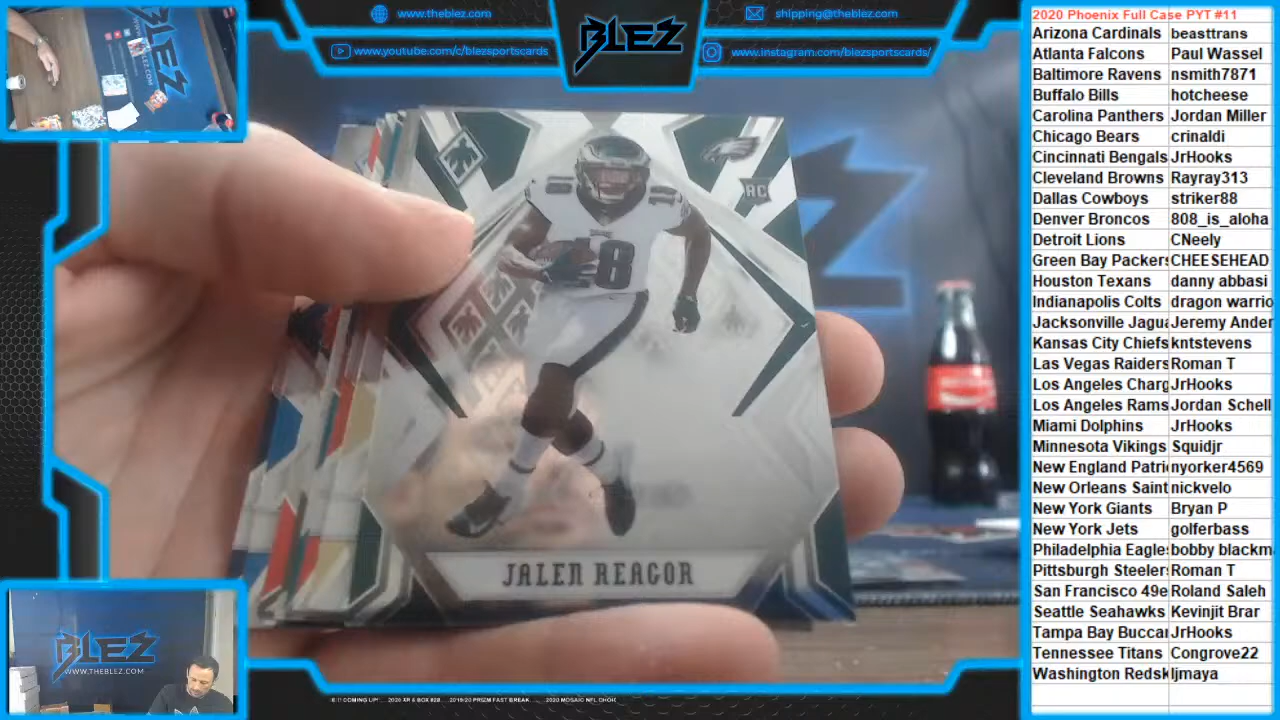 www.theblez.com
shipping@theblez.com
BLEZ
www.youtube.com/c/blezsportscards
www.instagram.com/blezsportscards/
RC
18
18
JALEN REAGOR
BLEZ
WWW.THEBLEZ.COM
2020 Phoenix Full Case PYT #11
Arizona Cardinals beasttrans
Atlanta Falcons Paul Wassel
Baltimore Ravens nsmith7871
Buffalo Bills hotcheese
Carolina Panthers Jordan Miller
Chicago Bears crinaldi
Cincinnati Bengals JrHooks
Cleveland Browns Rayray313
Dallas Cowboys striker88
Denver Broncos 808_is_aloha
Detroit Lions CNeely
Green Bay Packers CHEESEHEAD
Houston Texans danny abbasi
Indianapolis Colts dragon warrio
Jacksonville Jagua Jeremy Ander
Kansas City Chiefs kntstevens
Las Vegas Raiders Roman T
Los Angeles Charg JrHooks
Los Angeles Rams Jordan Schell
Miami Dolphins JrHooks
Minnesota Vikings Squidjr
New England Patri nyorker4569
New Orleans Saint nickvelo
New York Giants Bryan P
New York Jets golferbass
Philadelphia Eagles bobby blackm
Pittsburgh Steelers Roman T
San Francisco 49e Roland Saleh
Seattle Seahawks Kevinjit Brar
Tampa Bay Buccan JrHooks
Tennessee Titans Congrove22
Washington Redsk ljmaya